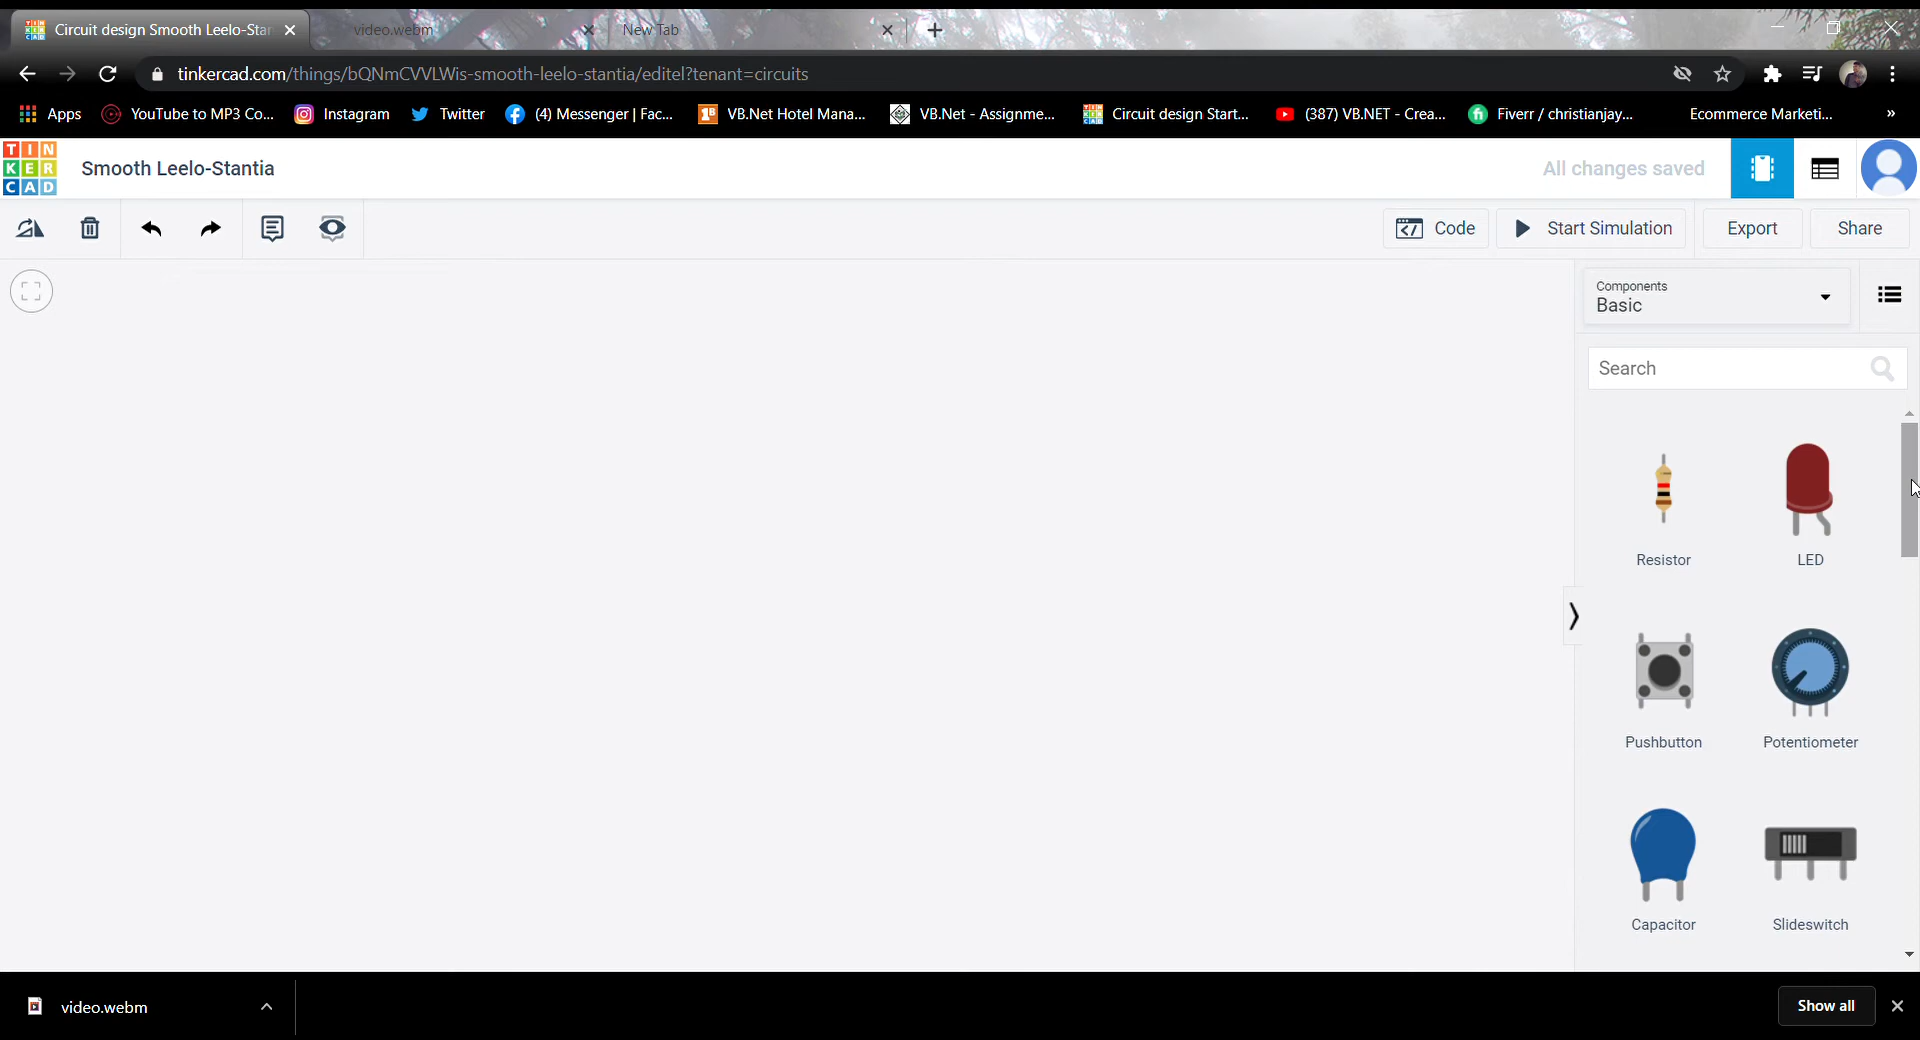 Circuit design Smooth Leelo-Sta
video.webm
New Tab
tinkercad.com/things/bQNmCVVLWis-smooth-leelo-stantia/editel?tenant=circuits
Apps
YouTube to MP3 Co...
Instagram
Twitter
(4) Messenger | Fac...
VB.Net Hotel Mana...
VB.Net - Assignme...
Circuit design Start...
(387) VB.NET - Crea...
Fiverr / christianjay...
Ecommerce Marketi...
»
TIN
KER
CAD
Smooth Leelo-Stantia
All changes saved
Code
Start Simulation
Export
Share
Components
Basic
Search
Resistor
LED
Pushbutton
Potentiometer
Capacitor
Slideswitch
video.webm
Show all